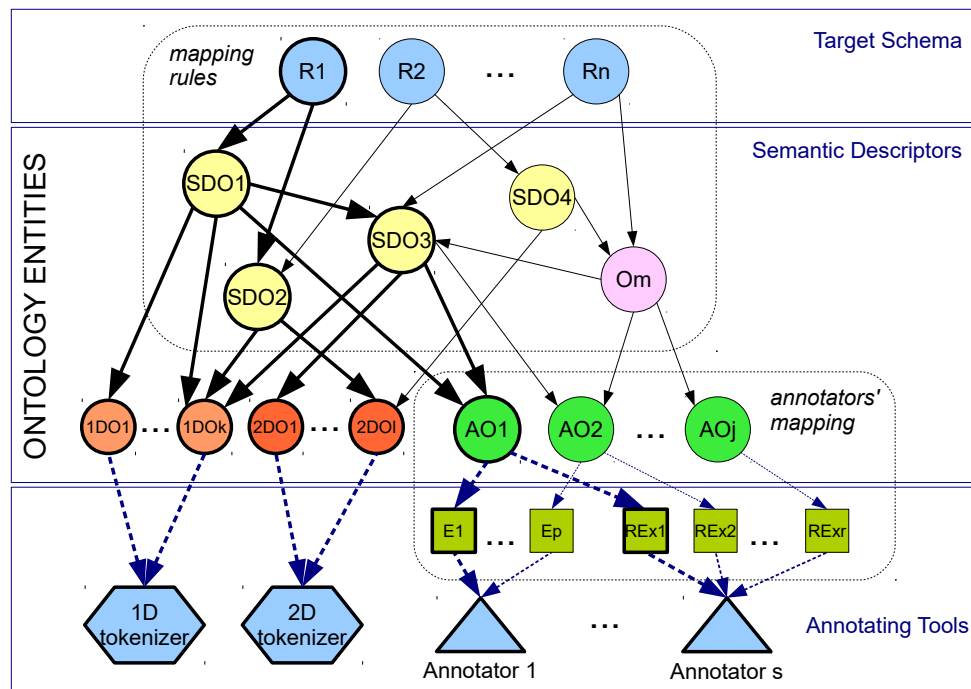 Target Schema
mapping
rules
R1
R2
...
Rn
ONTOLOGY ENTITIES
Semantic Descriptors
SDO1
SDO4
SDO3
Om
SDO2
annotators'
mapping
1DO1
...
1DOk
2DO1
...
2DOl
AO1
AO2
...
AOj
E1
...
Ep
REx1
REx2
...
RExr
1D
tokenizer
2D
tokenizer
...
Annotating Tools
Annotator 1
Annotator s